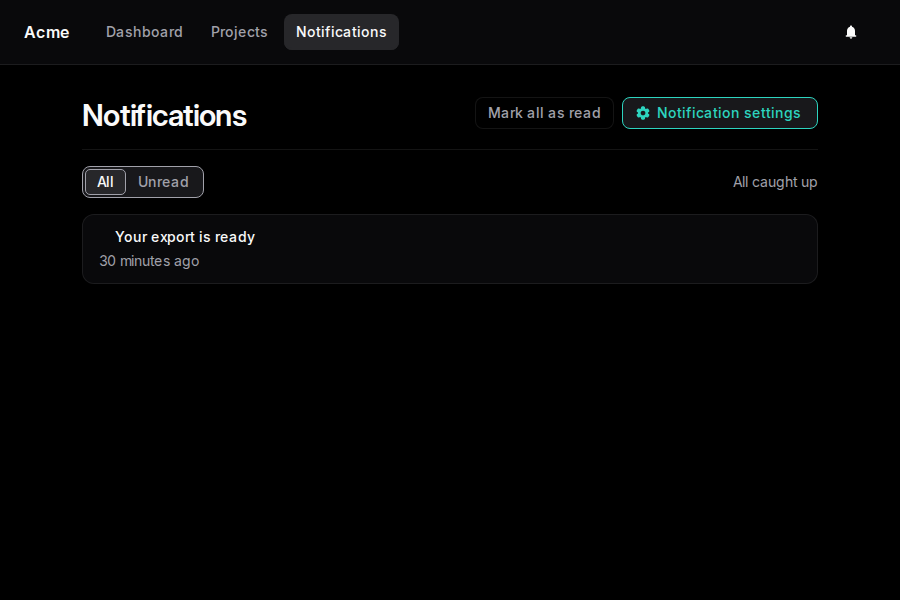 Acme Dashboard Projects Notifications
Notifications
Mark all as read
Notification settings
All Unread
All caught up
Your export is ready
30 minutes ago